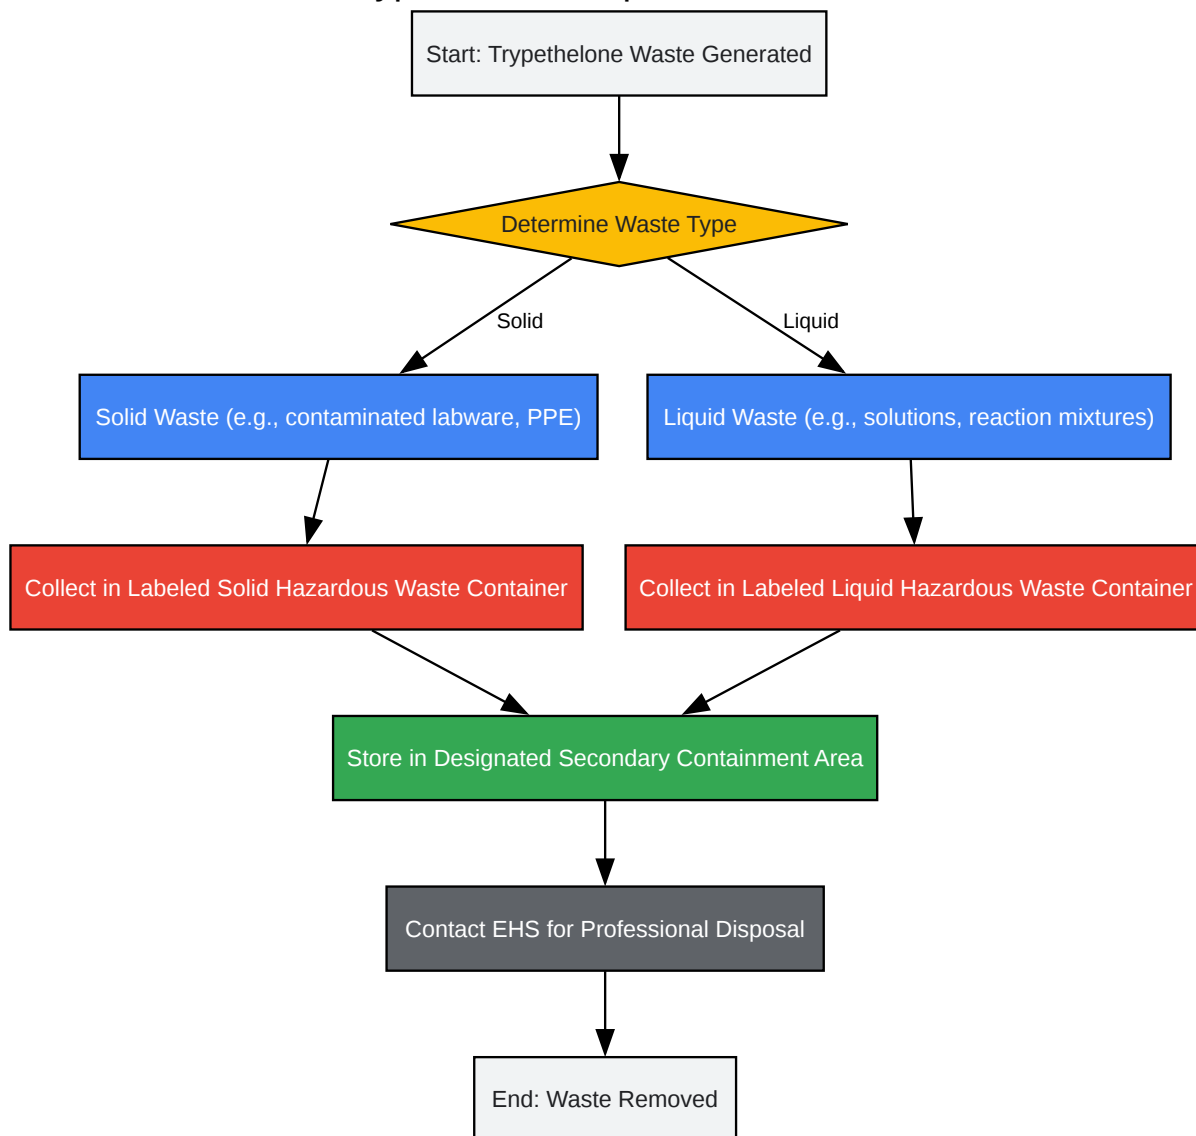 Start: Trypethelone Waste Generated
Determine Waste Type
Solid
Liquid
Solid Waste (e.g., contaminated labware, PPE)
Liquid Waste (e.g., solutions, reaction mixtures)
Collect in Labeled Solid Hazardous Waste Container
Collect in Labeled Liquid Hazardous Waste Container
Store in Designated Secondary Containment Area
Contact EHS for Professional Disposal
End: Waste Removed